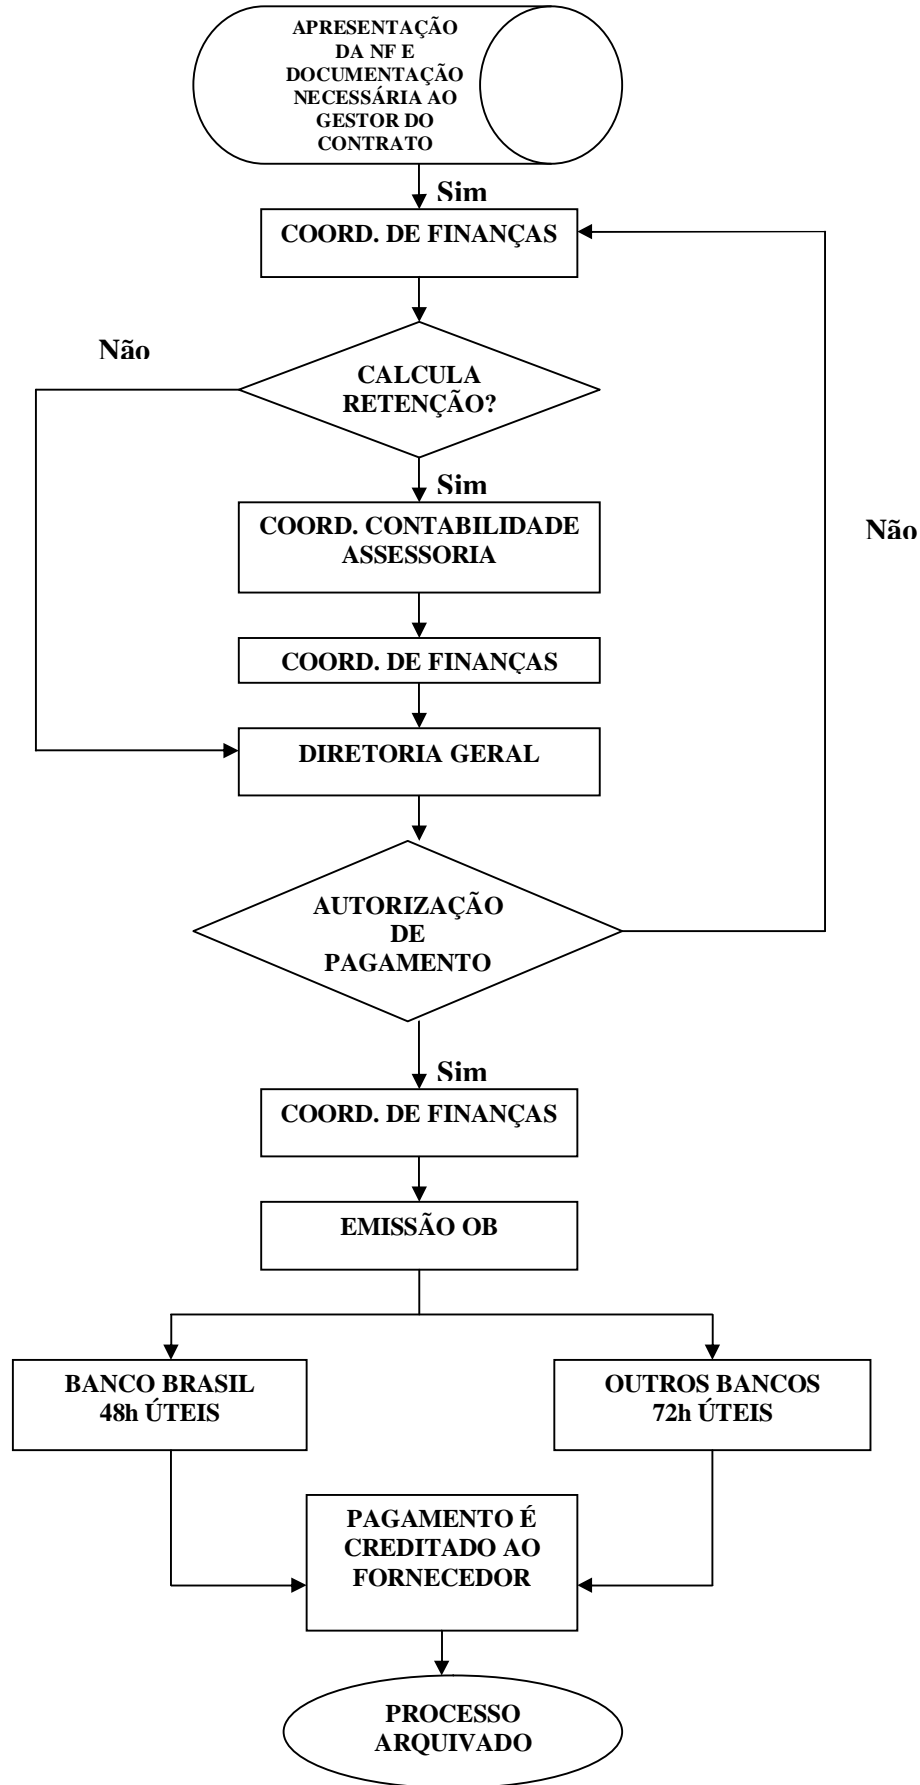 APRESENTAÇÃO
DA NF E
DOCUMENTAÇÃO
NECESSÁRIA AO
GESTOR DO
CONTRATO
Sim
COORD. DE FINANÇAS
Não
CALCULA
RETENÇÃO?
Sim
COORD. CONTABILIDADE
ASSESSORIA
Não
COORD. DE FINANÇAS
DIRETORIA GERAL
AUTORIZAÇÃO
DE
PAGAMENTO
Sim
COORD. DE FINANÇAS
EMISSÃO OB
BANCO BRASIL
48h ÚTEIS
OUTROS BANCOS
72h ÚTEIS
PAGAMENTO É
CREDITADO AO
FORNECEDOR
PROCESSO
ARQUIVADO